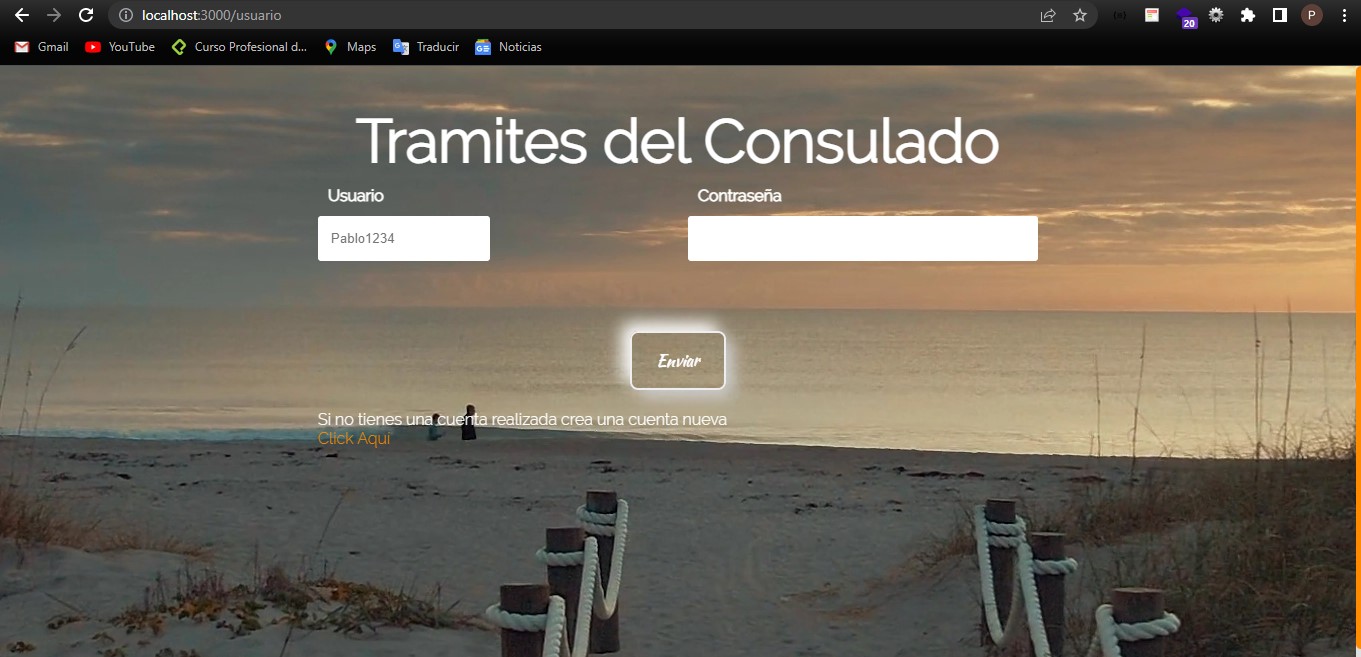 localhost:3000/usuario
20
P
Gmail
YouTube
Curso Profesional d...
Maps
Traducir
Noticias
Tramites del Consulado
Usuario
Contraseña
Pablo1234
Enviar
Si no tienes una cuenta realizada crea una cuenta nueva
Click Aqui